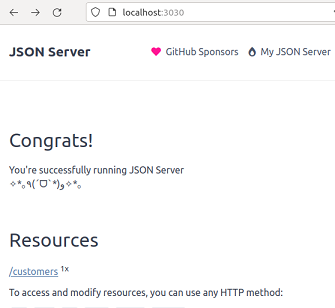 localhost:3030
JSON Server
GitHub Sponsors
My JSON Server
Congrats!
You're successfully running JSON Server
✧*｡٩(ˊᗜˋ*)و✧*｡
Resources
/customers 1x
To access and modify resources, you can use any HTTP method: